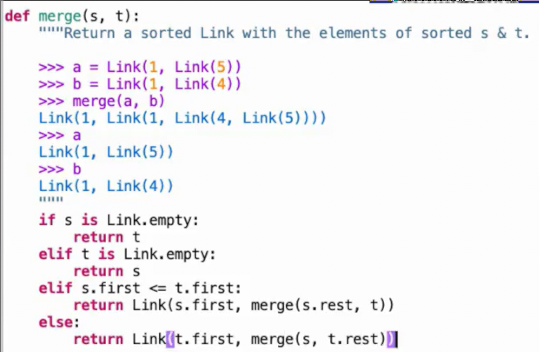 def merge(s, t):
    """Return a sorted Link with the elements of sorted s & t.
    >>> a = Link(1, Link(5))
    >>> b = Link(1, Link(4))
    >>> merge(a, b)
    Link(1, Link(1, Link(4, Link(5))))
    >>> a
    Link(1, Link(5))
    >>> b
    Link(1, Link(4))
    """
    if s is Link.empty:
        return t
    elif t is Link.empty:
        return s
    elif s.first <= t.first:
        return Link(s.first, merge(s.rest, t))
    else:
        return Link(t.first, merge(s, t.rest))